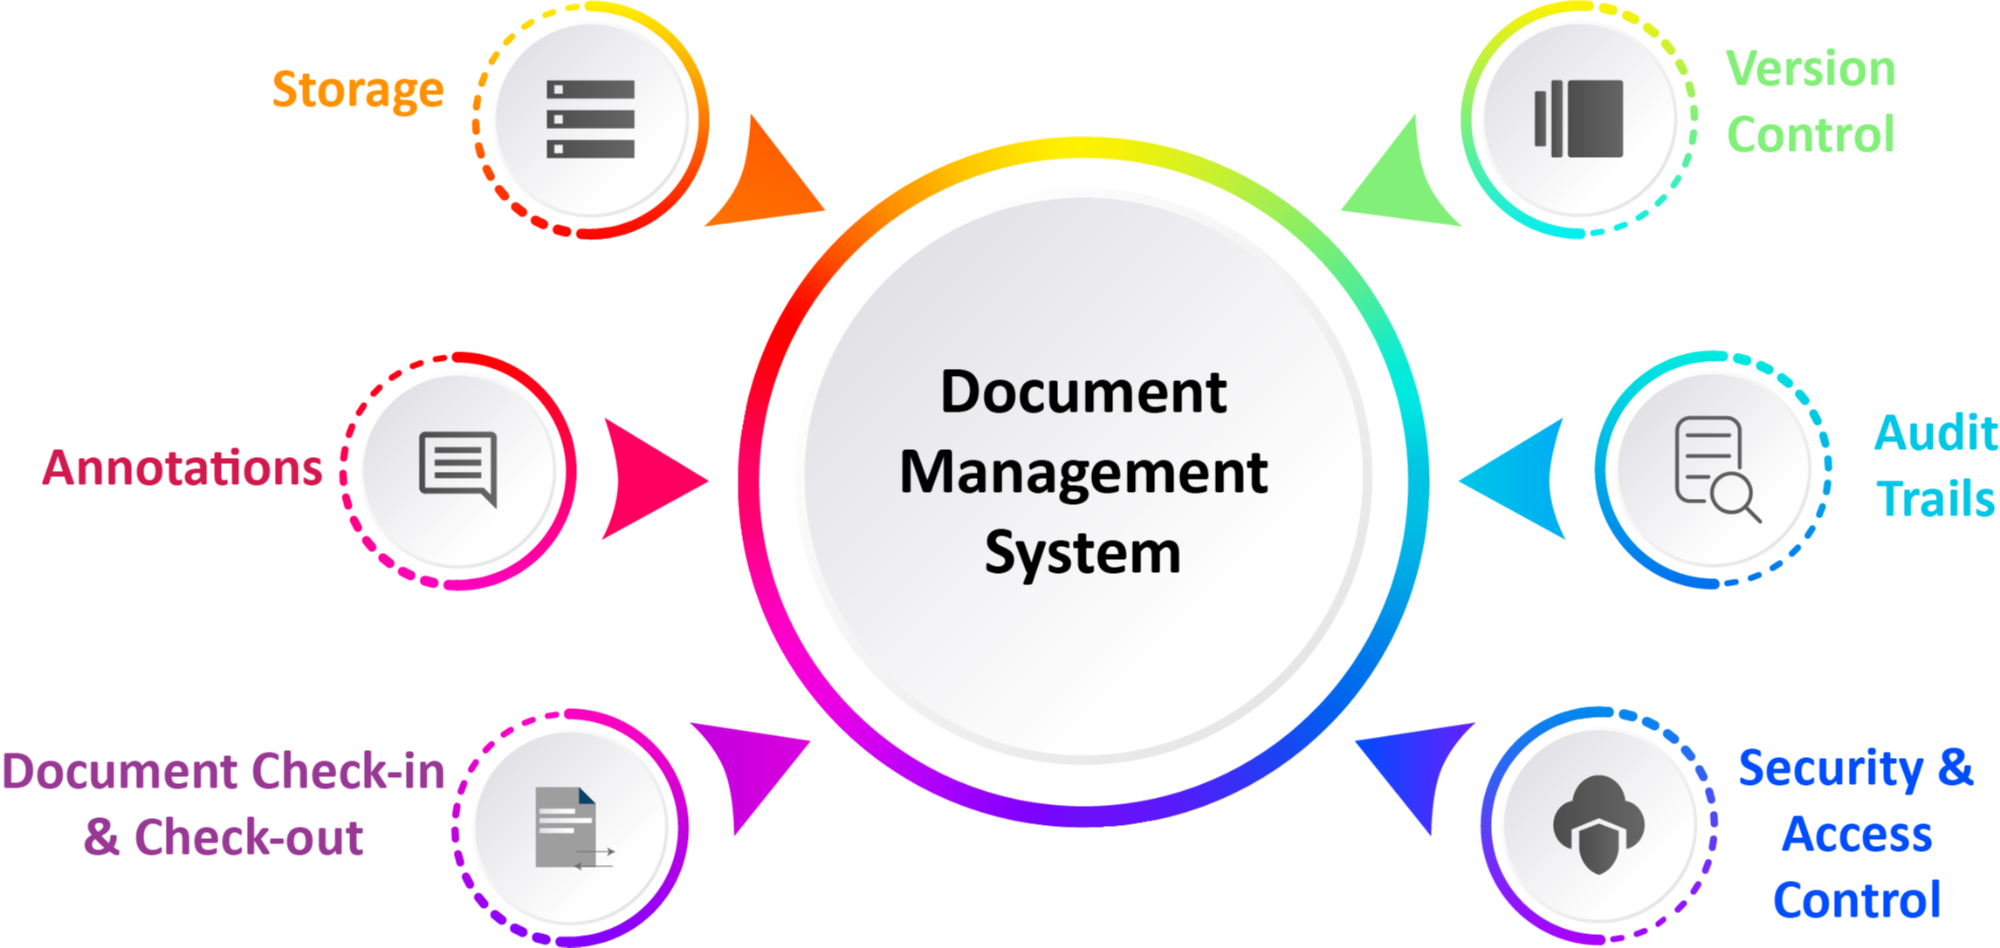 Storage
Version
Control
Document
Management
System
Annotations
Audit
Trails
Document Check-in
& Check-out
Security &
Access
Control